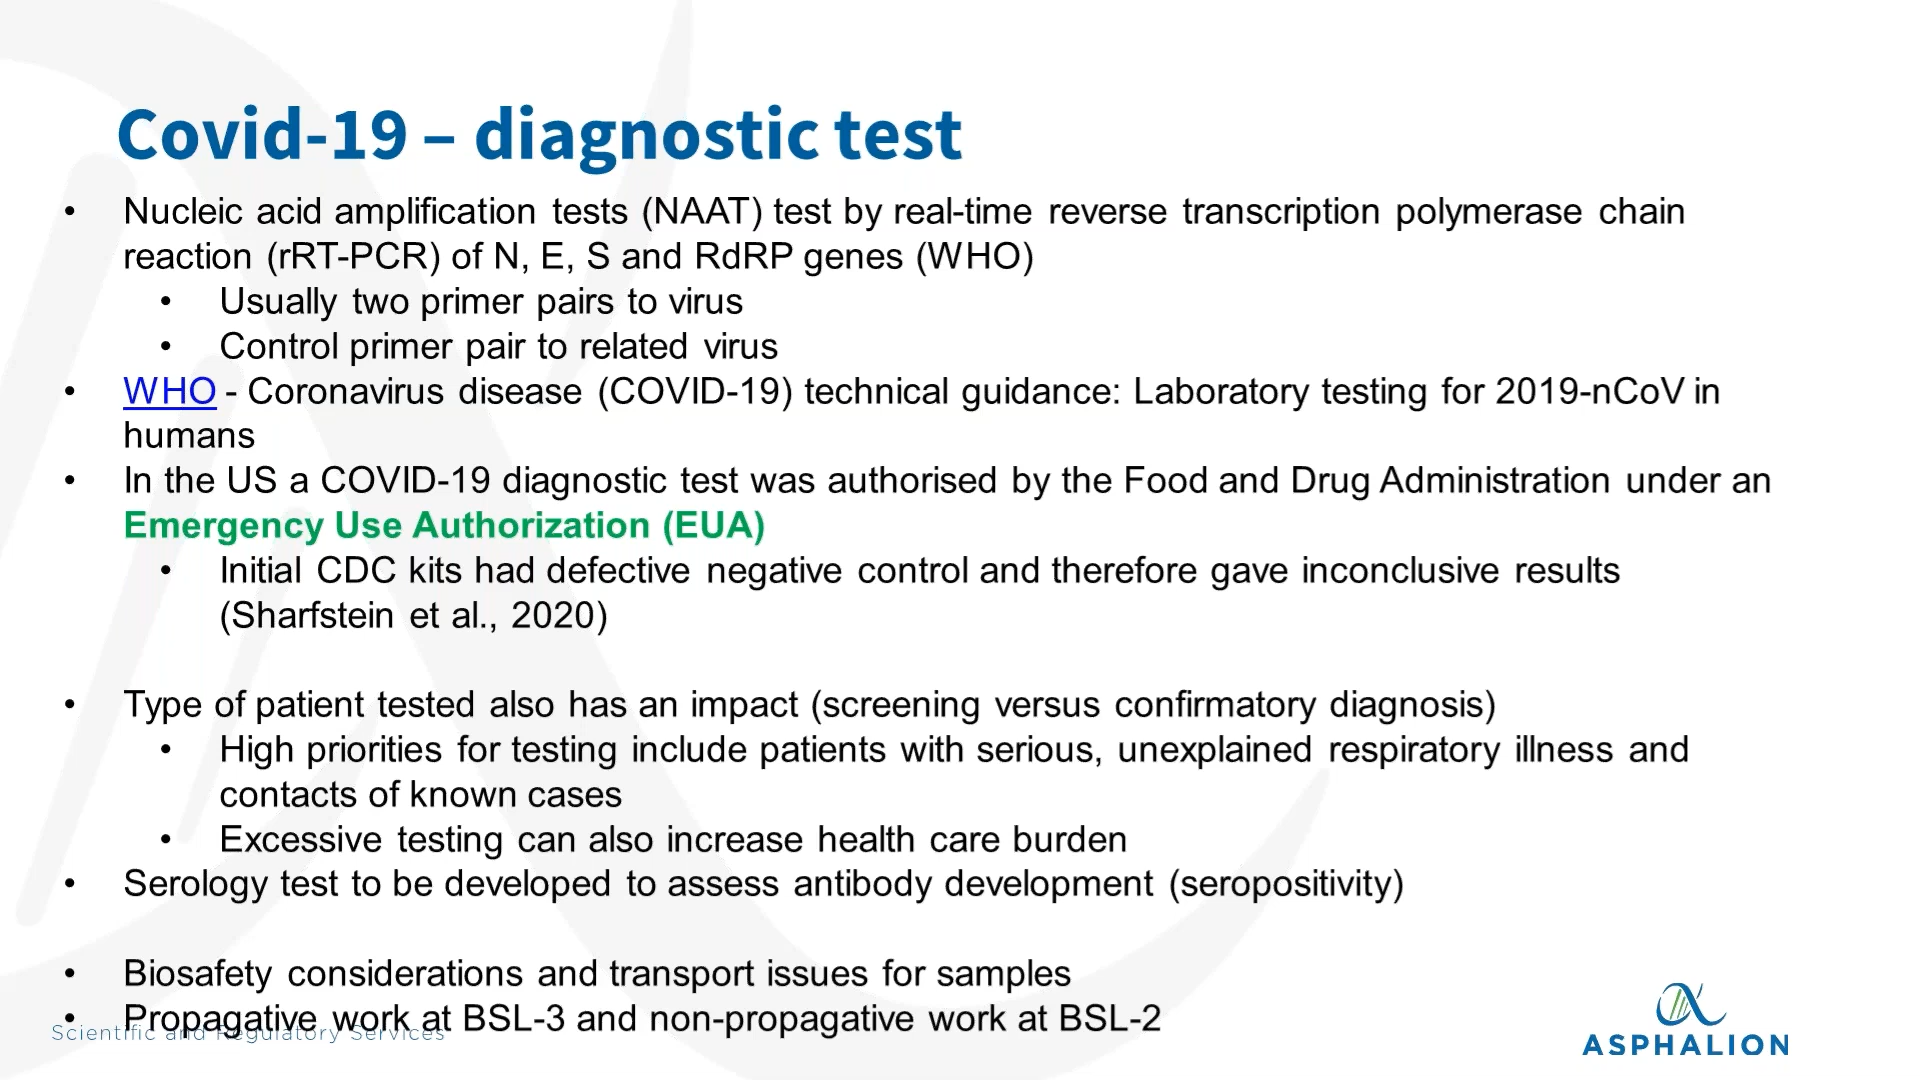 Covid-19 – diagnostic test
• Nucleic acid amplification tests (NAAT) test by real-time reverse transcription polymerase chain
reaction (rRT-PCR) of N, E, S and RdRP genes (WHO)
• Usually two primer pairs to virus
• Control primer pair to related virus
• WHO - Coronavirus disease (COVID-19) technical guidance: Laboratory testing for 2019-nCoV in
humans
• In the US a COVID-19 diagnostic test was authorised by the Food and Drug Administration under an
Emergency Use Authorization (EUA)
• Initial CDC kits had defective negative control and therefore gave inconclusive results
(Sharfstein et al., 2020)
• Type of patient tested also has an impact (screening versus confirmatory diagnosis)
• High priorities for testing include patients with serious, unexplained respiratory illness and
contacts of known cases
• Excessive testing can also increase health care burden
• Serology test to be developed to assess antibody development (seropositivity)
• Biosafety considerations and transport issues for samples
• Propagative work at BSL-3 and non-propagative work at BSL-2
Scientific and Regulatory Services
ASPHALION